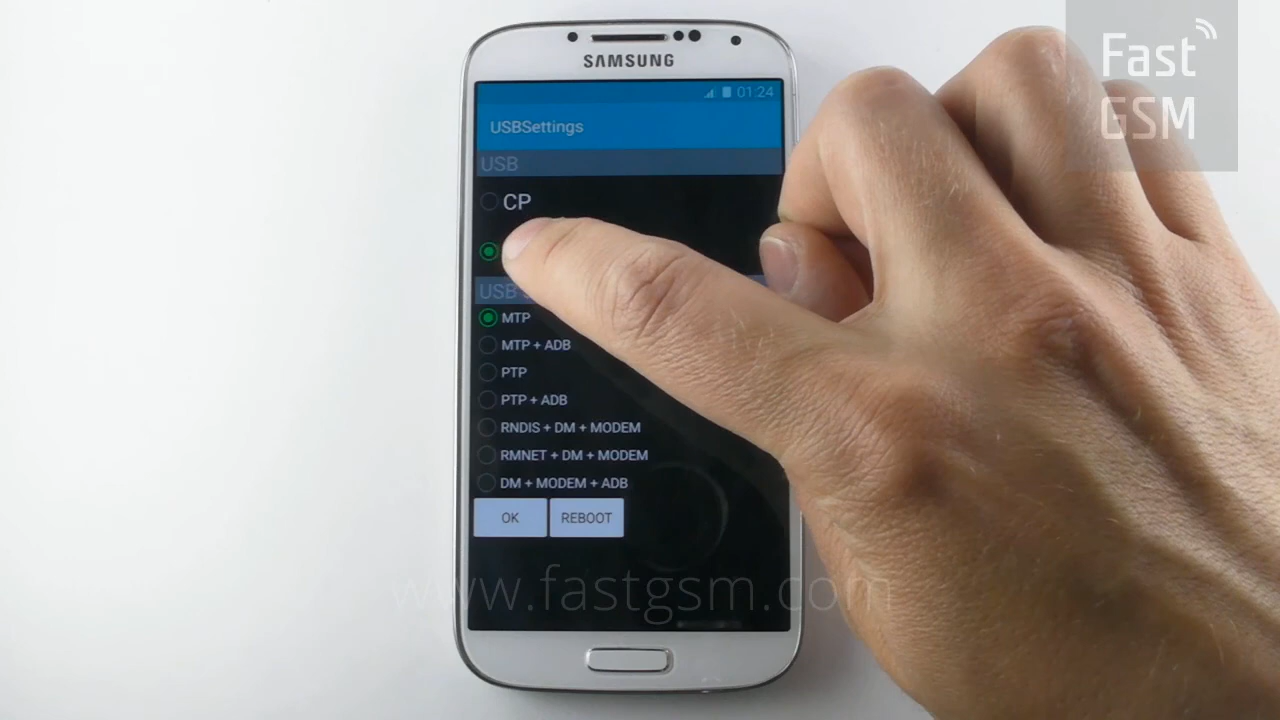 Fast
GSM
SAMSUNG
01:24
USBSettings
USB
CP
USB
MTP
MTP + ADB
PTP
PTP + ADB
RNDIS + DM + MODEM
RMNET + DM + MODEM
DM + MODEM + ADB
OK
REBOOT
www.fastgsm.com